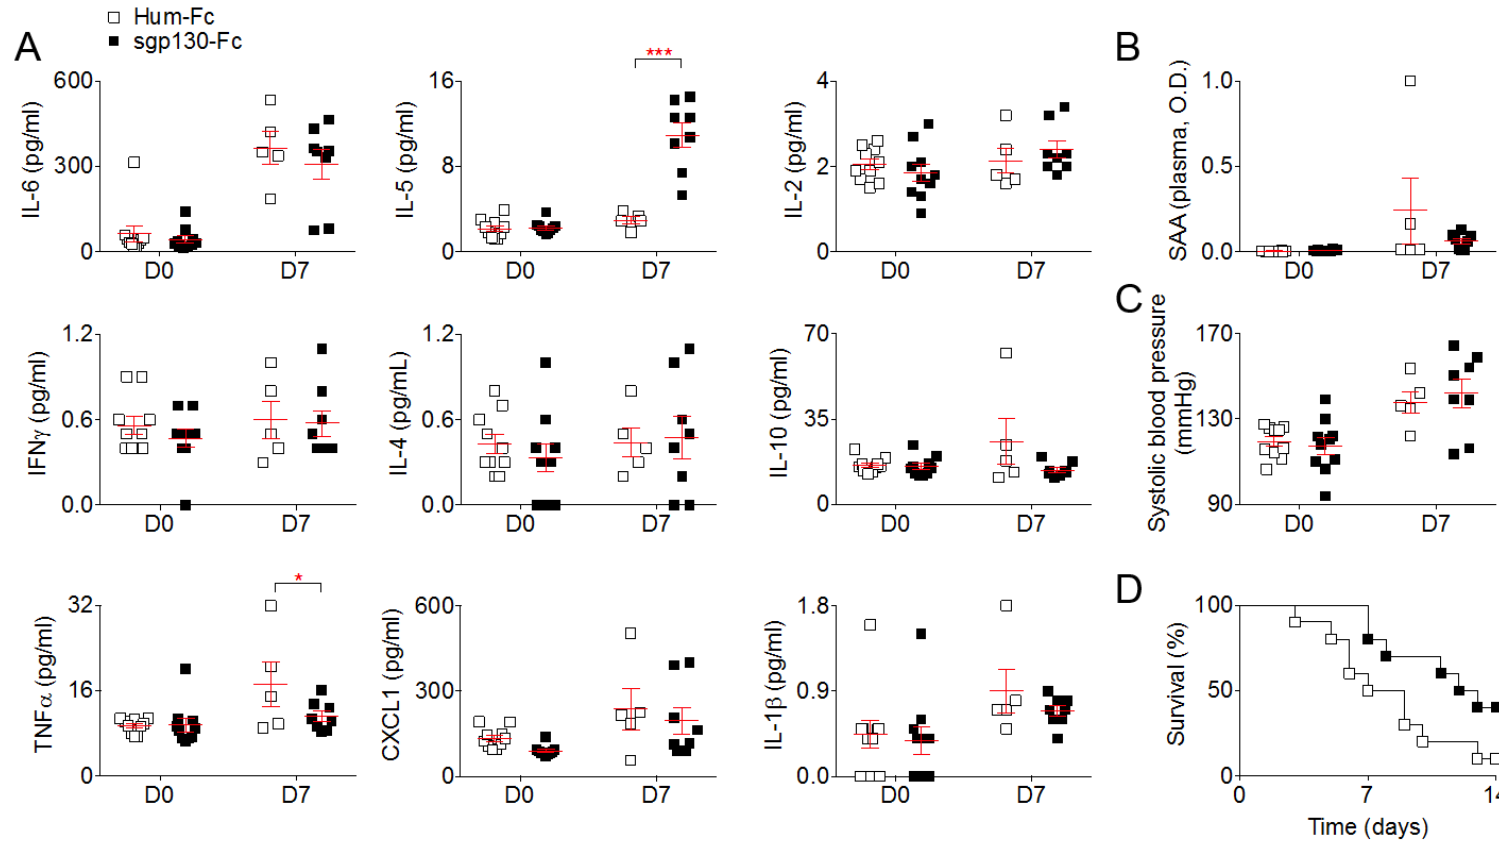 Hum-Fc
sgp130-Fc
A
IL-6 (pg/ml)
600
300
0
D0 D7
IL-5 (pg/ml)
16
8
0
***
D0 D7
IL-2 (pg/ml)
4
2
0
D0 D7
B
SAA (plasma, O.D.)
1.0
0.5
0.0
D0 D7
IFNγ (pg/ml)
1.2
0.6
0.0
D0 D7
IL-4 (pg/mL)
1.2
0.6
0.0
D0 D7
IL-10 (pg/ml)
70
35
0
D0 D7
C
Systolic blood pressure
(mmHg)
170
130
90
D0 D7
TNFα (pg/ml)
32
16
0
*
D0 D7
CXCL1 (pg/ml)
600
300
0
D0 D7
IL-1β (pg/ml)
1.8
0.9
0.0
D0 D7
D
Survival (%)
100
50
0
0 7 14
Time (days)